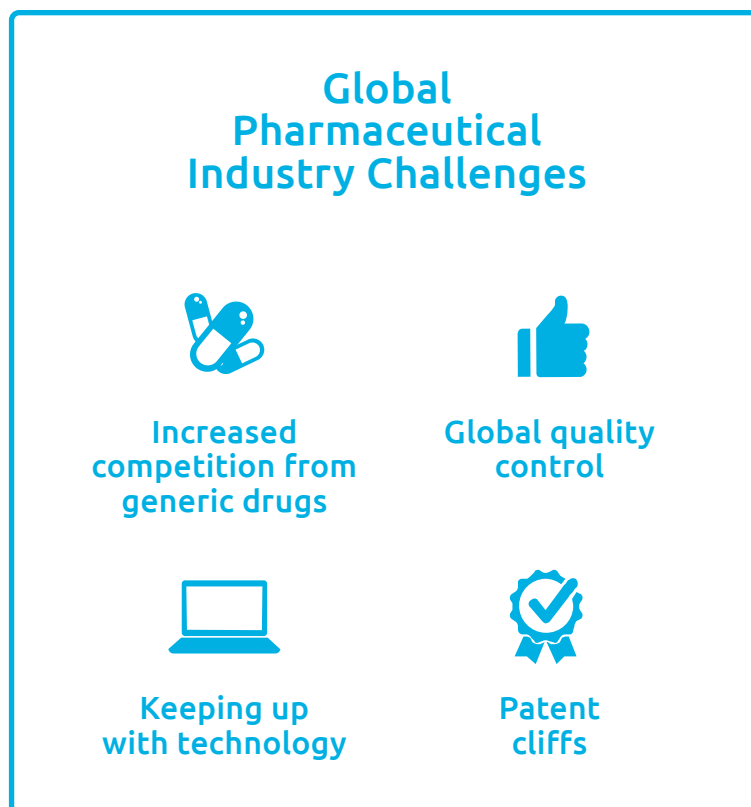 Global
Pharmaceutical
Industry Challenges
Increased
competition from
generic drugs
Global quality
control
Keeping up
with technology
Patent
cliffs